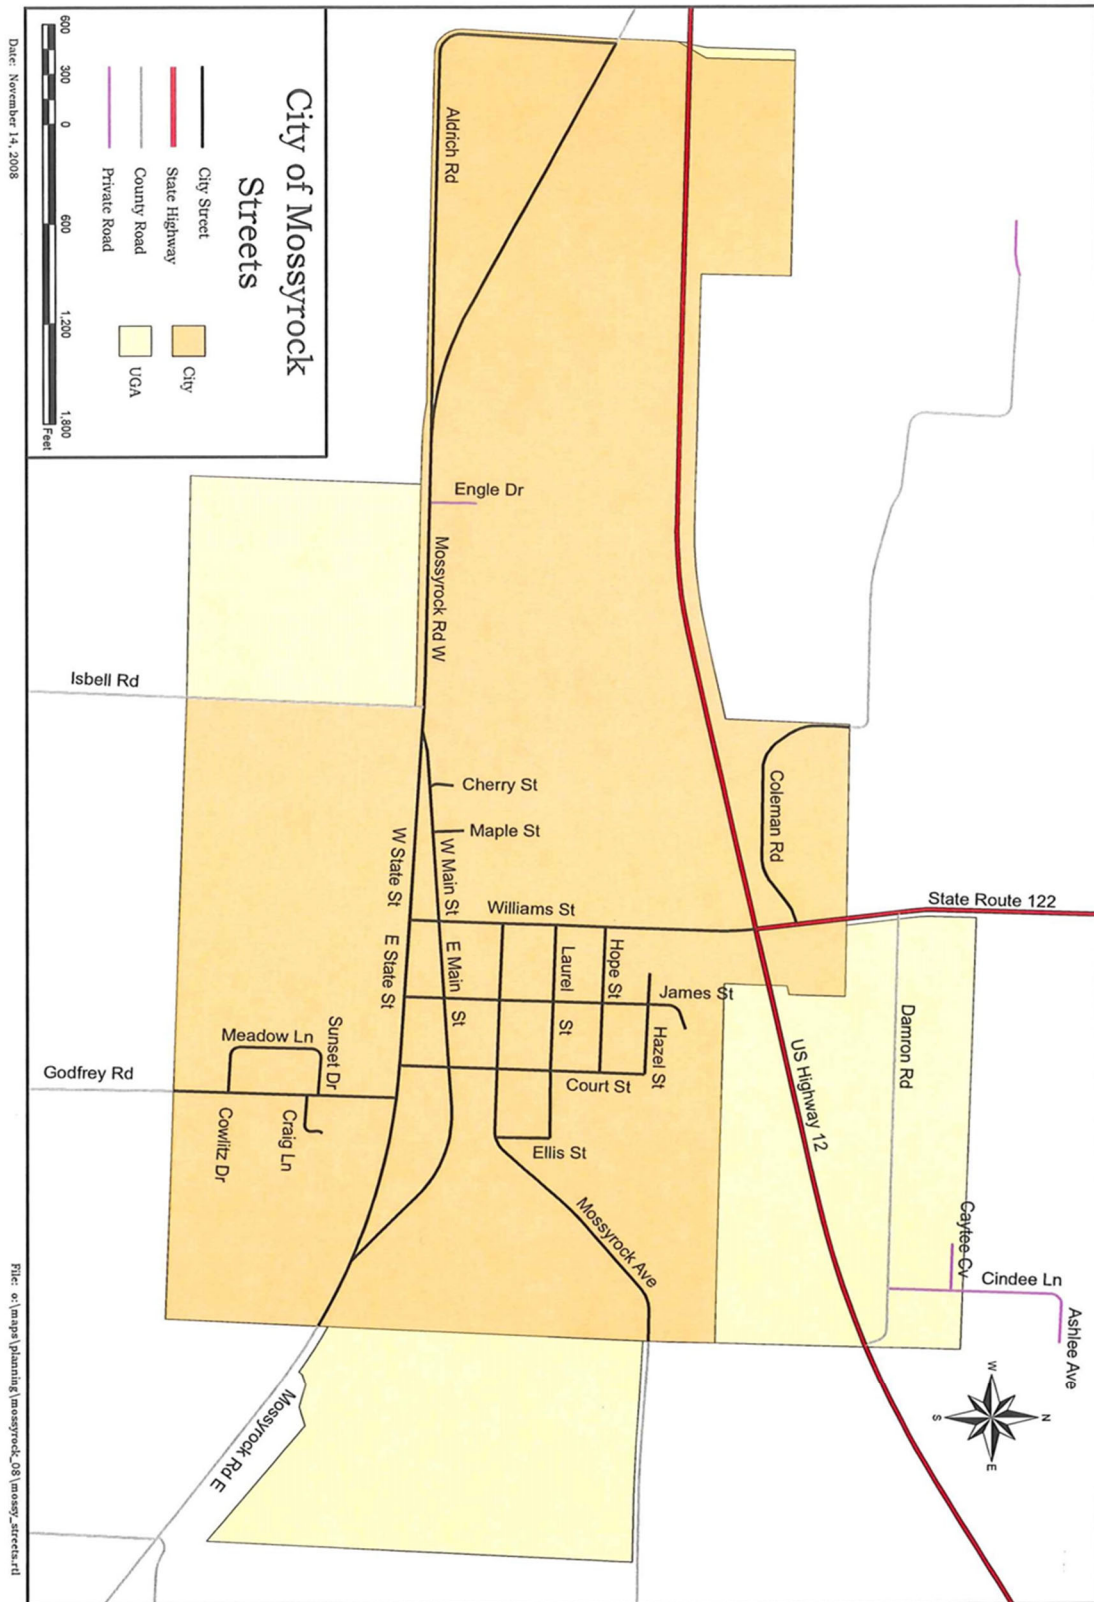 City of Mossyrock
Streets
City Street
State Highway
County Road
Private Road
City
UGA
600
300
0
600
1,200
1,800
Feet
Date: November 14, 2008
File: o:\maps\planning\mossyrock_08\mossy_streets.rtl
Aldrich Rd
Engle Dr
Mossyrock Rd W
Isbell Rd
Cherry St
Maple St
W Main St
W State St
Coleman Rd
State Route 122
Williams St
E Main St
E State St
Laurel St
Hope St
James St
Hazel St
Court St
Ellis St
Mossyrock Ave
US Highway 12
Damron Rd
Meadow Ln
Sunset Dr
Godfrey Rd
Cowlitz Dr
Craig Ln
Caytee Cv
Cindee Ln
Ashlee Ave
Mossyrock Rd E
W
N
S
E